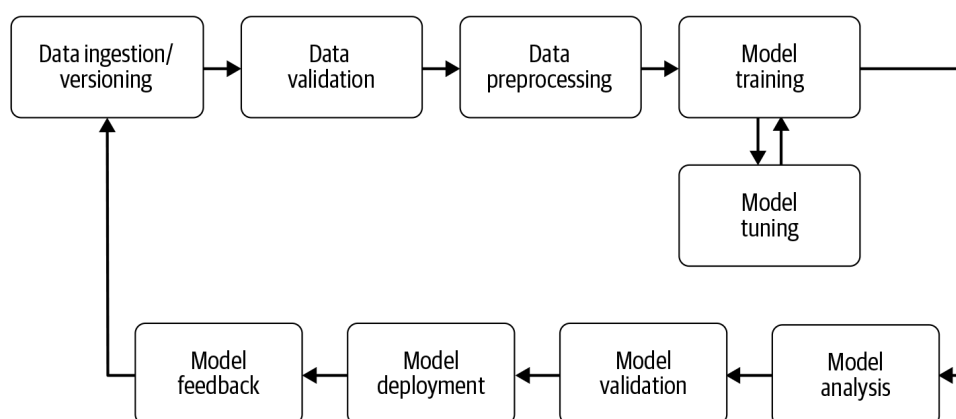 Data ingestion/
versioning
Data
validation
Data
preprocessing
Model
training
Model
tuning
Model
feedback
Model
deployment
Model
validation
Model
analysis